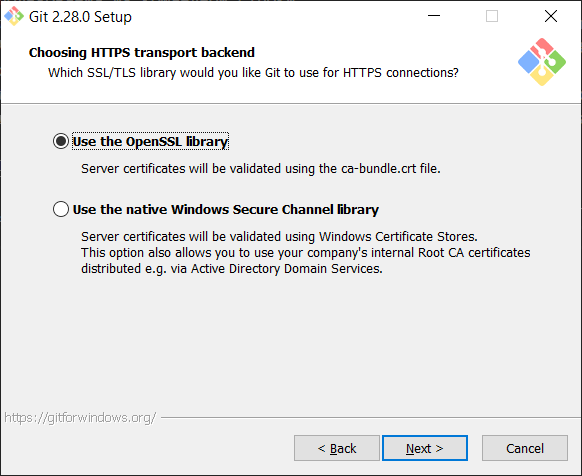 Git 2.28.0 Setup
Choosing HTTPS transport backend
Which SSL/TLS library would you like Git to use for HTTPS connections?
Use the OpenSSL library
Server certificates will be validated using the ca-bundle.crt file.
Use the native Windows Secure Channel library
Server certificates will be validated using Windows Certificate Stores.
This option also allows you to use your company's internal Root CA certificates
distributed e.g. via Active Directory Domain Services.
https://gitforwindows.org/
< Back Next > Cancel